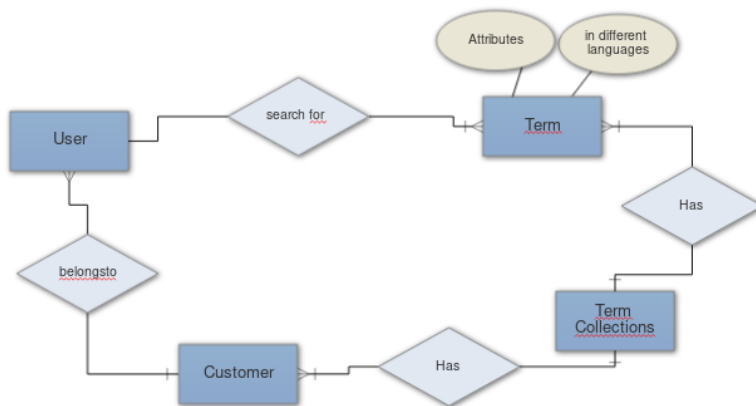 Attributes
in different
languages
search for
User
Term
Has
belongsto
Term
Collections
Customer
Has